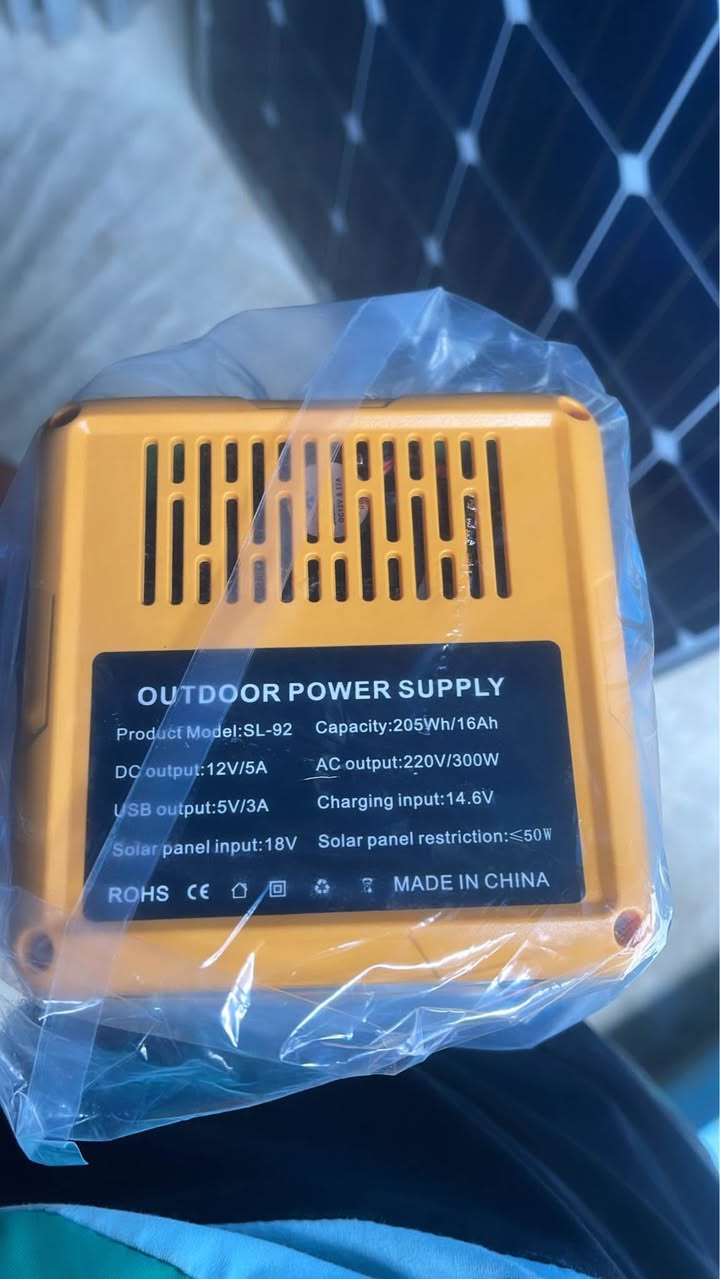 OUTDOOR POWER SUPPLY
Product Model:SL-92 Capacity:205Wh/16Ah
DC output:12V/5A AC output:220V/300W
USB output:5V/3A Charging input:14.6V
Solar panel input:18V Solar panel restriction:≤50W
ROHS CE MADE IN CHINA